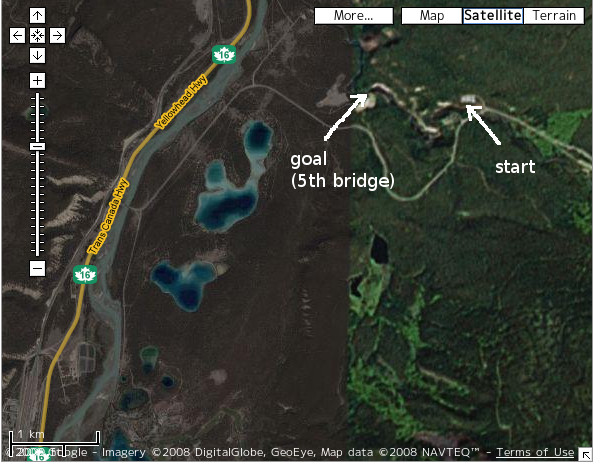 More...
Map
Satellite
Terrain
16
Yellowhead Hwy
goal
(5th bridge)
start
Trans Canada Hwy
16
1 km
16
Google - Imagery ©2008 DigitalGlobe, GeoEye, Map data ©2008 NAVTEQ™ - Terms of Use